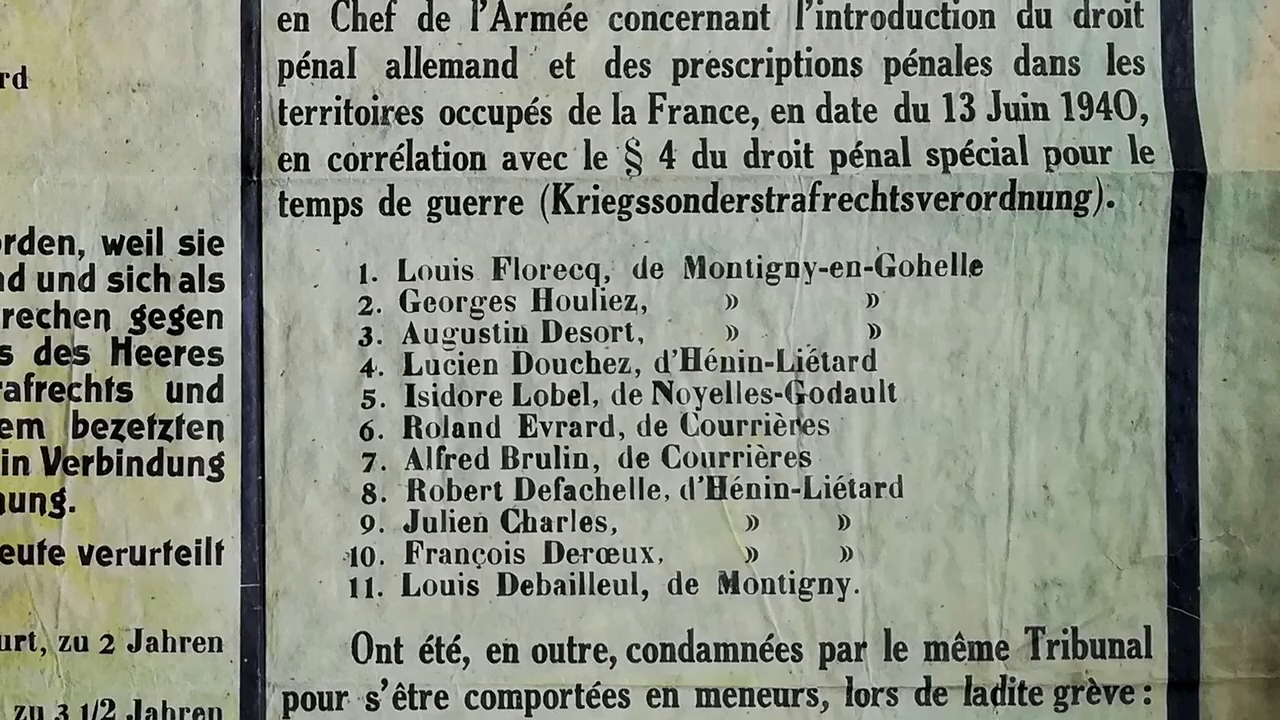 rd
orden, weil sie
nd und sich als
rechen gegen
s des Heeres
rafrechts und
em bezetzten
in Verbindung
nung.
eute verurteilt
urt, zu 2 Jahren
zu 3 1/2 Jahren
en Chef de l'Armée concernant l'introduction du droit
pénal allemand et des prescriptions pénales dans les
territoires occupés de la France, en date du 13 Juin 1940,
en corrélation avec le § 4 du droit pénal spécial pour le
temps de guerre (Kriegssonderstrafrechtsverordnung).
1. Louis Florecq, de Montigny-en-Gohelle
2. Georges Houliez, » »
3. Augustin Desort, » »
4. Lucien Douchez, d'Hénin-Liétard
5. Isidore Lobel, de Noyelles-Godault
6. Roland Evrard, de Courrières
7. Alfred Brulin, de Courrières
8. Robert Defachelle, d'Hénin-Liétard
9. Julien Charles, » »
10. François Derœux, » »
11. Louis Debailleul, de Montigny.
Ont été, en outre, condamnées par le même Tribunal
pour s'être comportées en meneurs, lors de ladite grève :